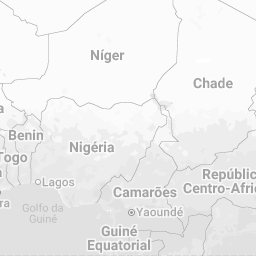 Níger
Chade
a
Benin
Nigéria
Togo
Lagos
Camarões
Repúblic
Centro-Afric
Golfo da
Guiné
Yaoundé
Guiné
Equatorial